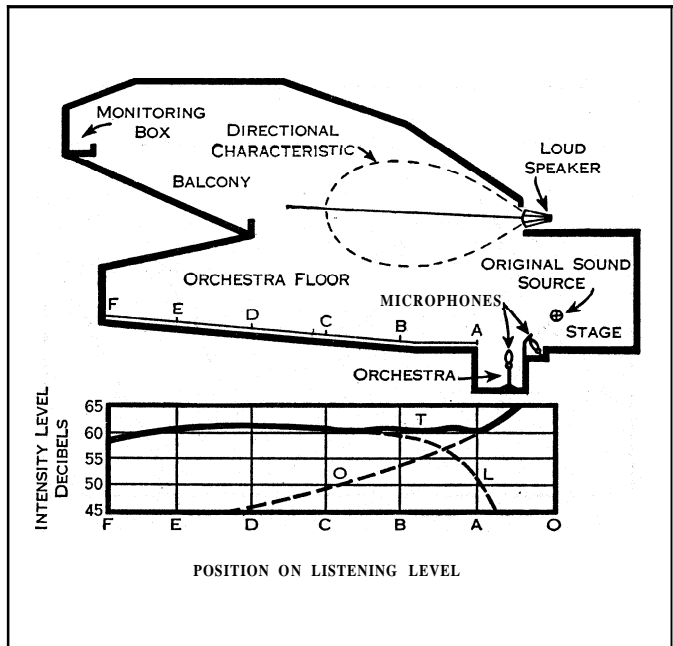 MONITORING
BOX
DIRECTIONAL
CHARACTERISTIC
LOUD
SPEAKER
BALCONY
ORCHESTRA FLOOR
ORIGINAL SOUND
SOURCE
MICROPHONES
F E D C B A
STAGE
ORCHESTRA
INTENSITY LEVEL
DECIBELS
65
60
55
50
45
T
O
L
F E D C B A O
POSITION ON LISTENING LEVEL